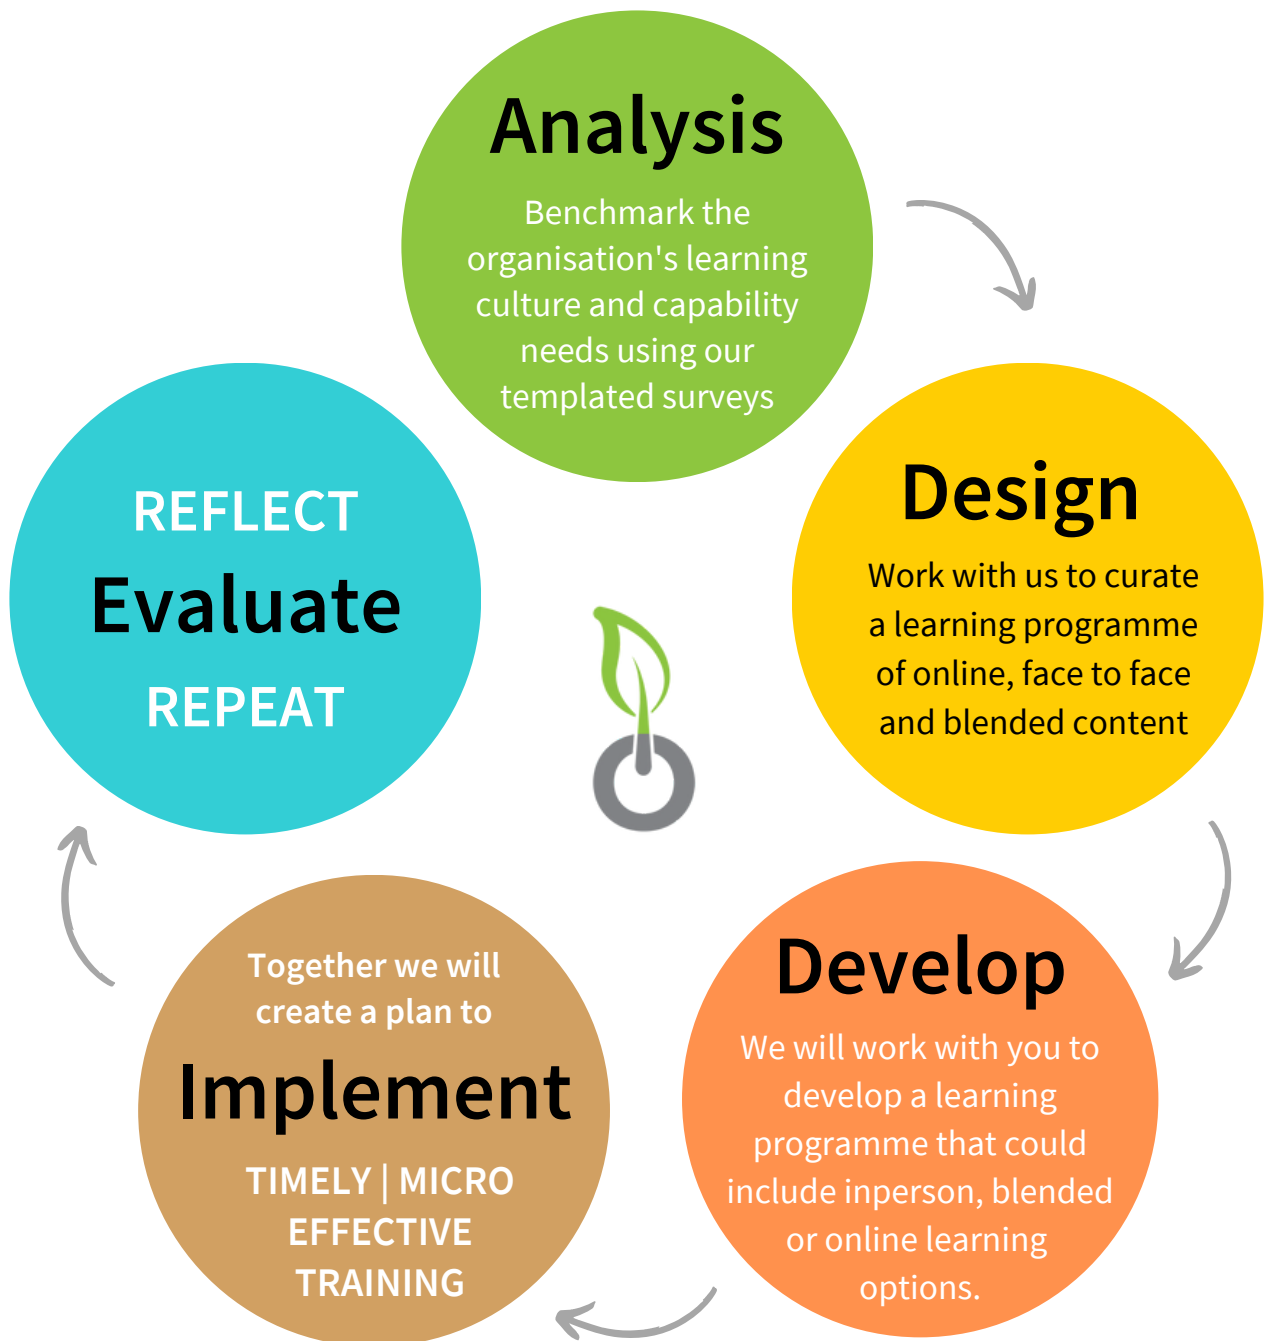 Analysis
Benchmark the
organisation's learning
culture and capability
needs using our
templated surveys
Design
Work with us to curate
a learning programme
of online, face to face
and blended content
Develop
We will work with you to
develop a learning
programme that could
include inperson, blended
or online learning
options.
Together we will
create a plan to
Implement
TIMELY | MICRO
EFFECTIVE
TRAINING
REFLECT
Evaluate
REPEAT